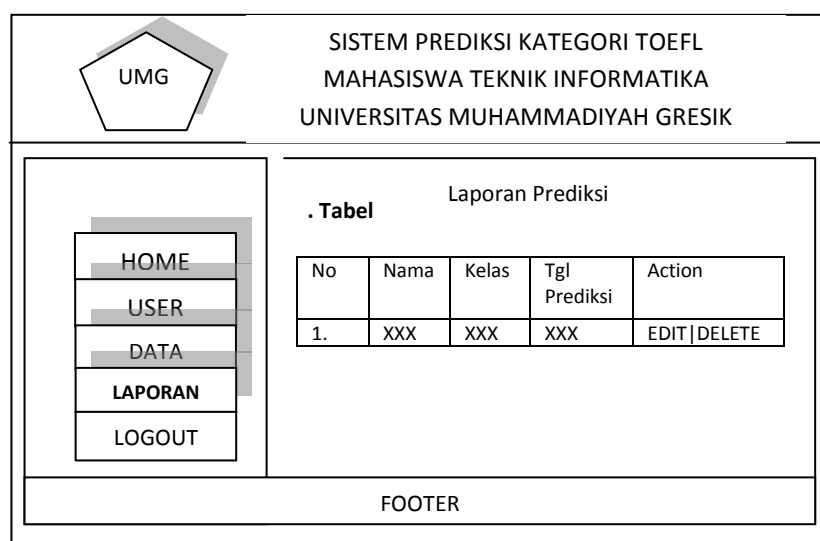 UMG
SISTEM PREDIKSI KATEGORI TOEFL
MAHASISWA TEKNIK INFORMATIKA
UNIVERSITAS MUHAMMADIYAH GRESIK
HOME
USER
DATA
LAPORAN
LOGOUT
Laporan Prediksi
. Tabel
No Nama Kelas Tgl Prediksi Action
1. XXX XXX XXX EDIT|DELETE
FOOTER